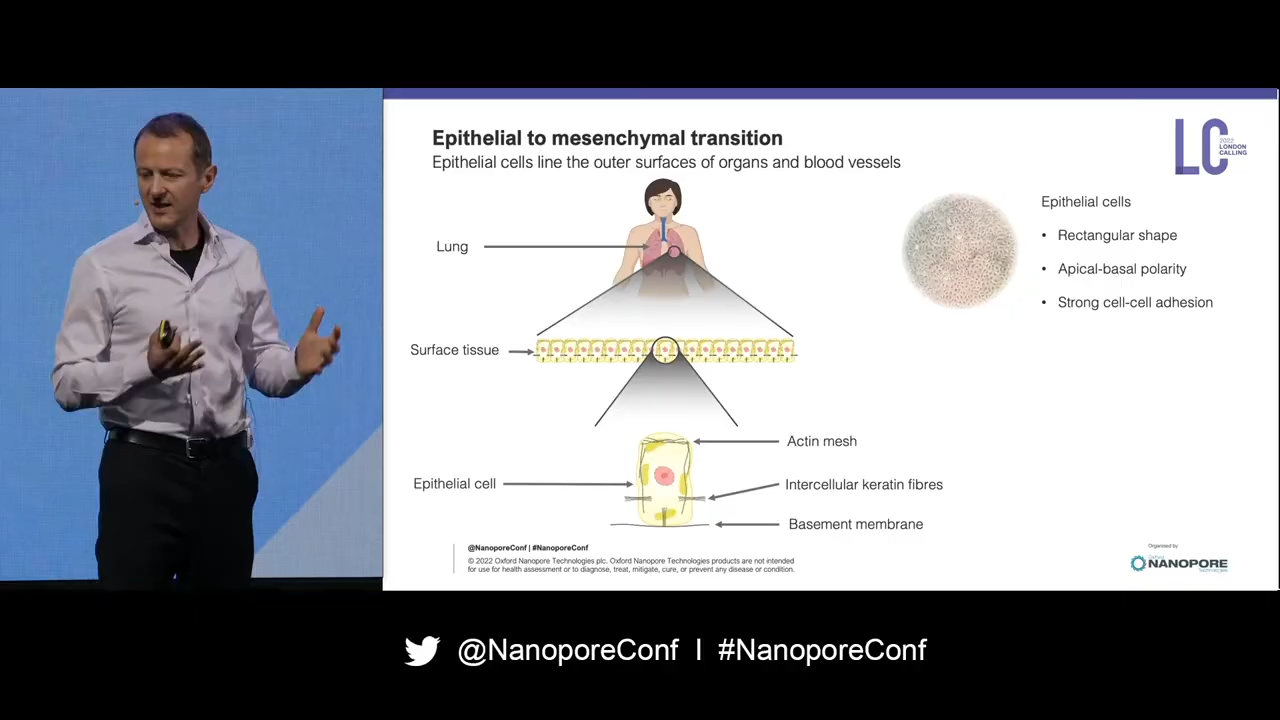 Epithelial to mesenchymal transition
Epithelial cells line the outer surfaces of organs and blood vessels
LC
2022
LONDON
CALLING
Lung
Surface tissue
Epithelial cell
Actin mesh
Intercellular keratin fibres
Basement membrane
Epithelial cells
• Rectangular shape
• Apical-basal polarity
• Strong cell-cell adhesion
@NanoporeConf | #NanoporeConf
© 2022 Oxford Nanopore Technologies plc. Oxford Nanopore Technologies products are not intended
for use for health assessment or to diagnose, treat, mitigate, cure, or prevent any disease or condition.
Organised by
Oxford
NANOPORE
Technologies
@NanoporeConf | #NanoporeConf